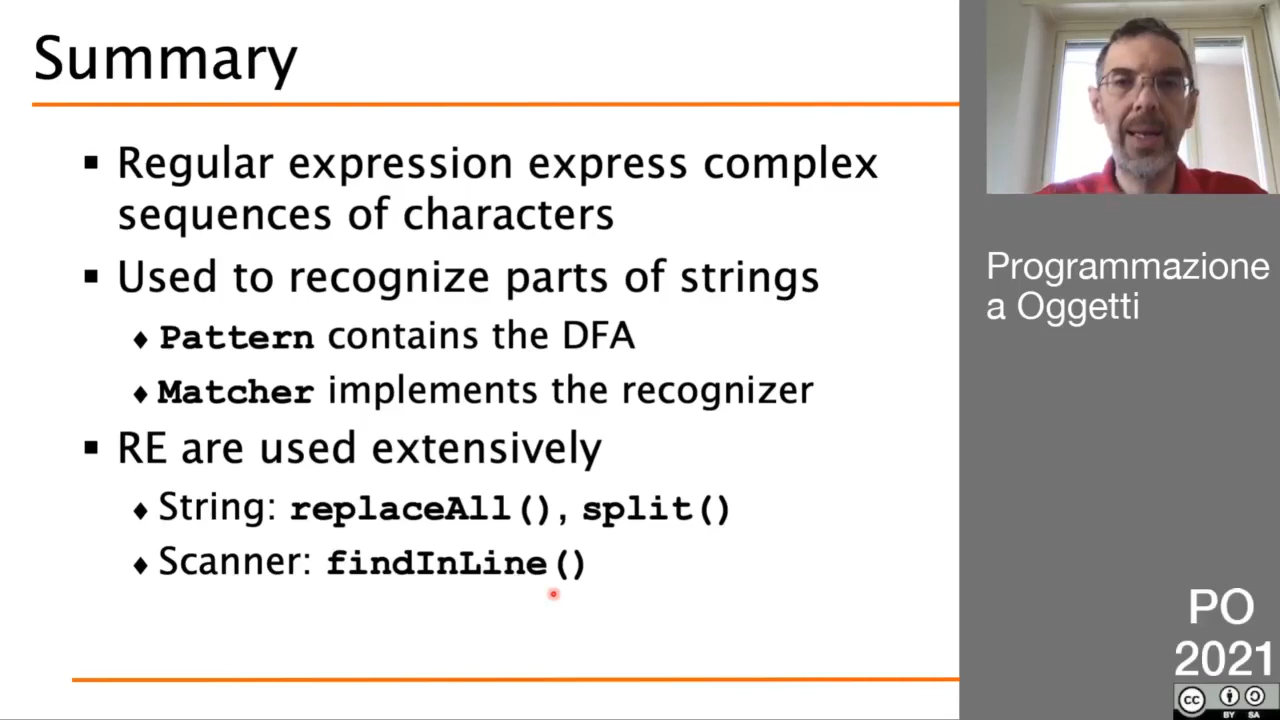 Summary
Regular expression express complex
sequences of characters
Used to recognize parts of strings
Pattern contains the DFA
Matcher implements the recognizer
RE are used extensively
String: replaceAll(), split()
Scanner: findInLine()
Programmazione
a Oggetti
PO
2021
cc
BY SA